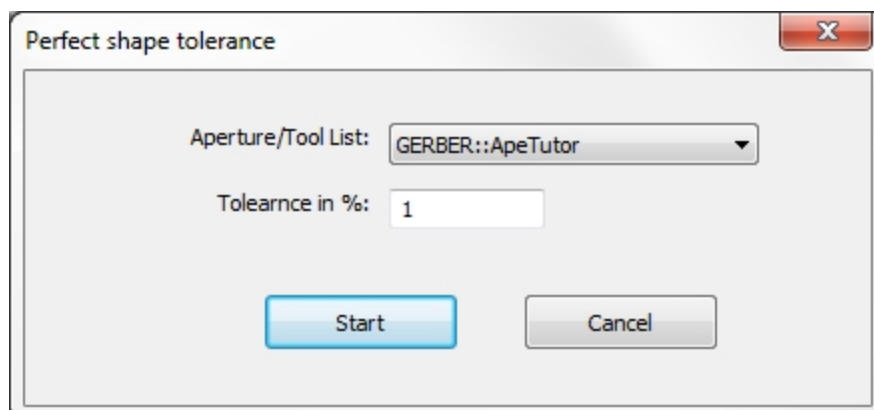 Perfect shape tolerance
Aperture/Tool List: GERBER::ApeTutor
Tolearnce in %: 1
Start Cancel